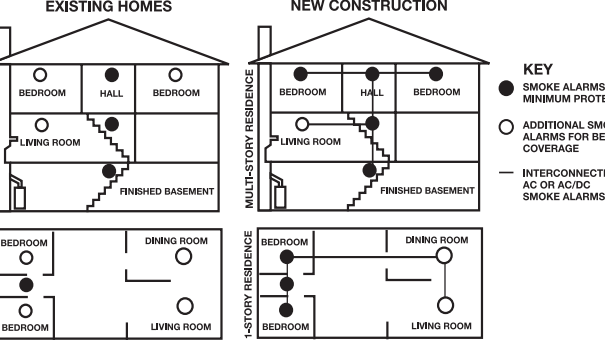 EXISTING HOMES
BEDROOM
HALL
BEDROOM
LIVING ROOM
FINISHED BASEMENT
BEDROOM
DINING ROOM
BEDROOM
LIVING ROOM
NEW CONSTRUCTION
MULTI-STORY RESIDENCE
BEDROOM
HALL
BEDROOM
LIVING ROOM
FINISHED BASEMENT
1-STORY RESIDENCE
BEDROOM
DINING ROOM
BEDROOM
LIVING ROOM
KEY
SMOKE ALARMS
MINIMUM
ADDITIONAL
ALARMS FOR
COVERAGE
AC OR AC/DC
SMOKE ALARMS